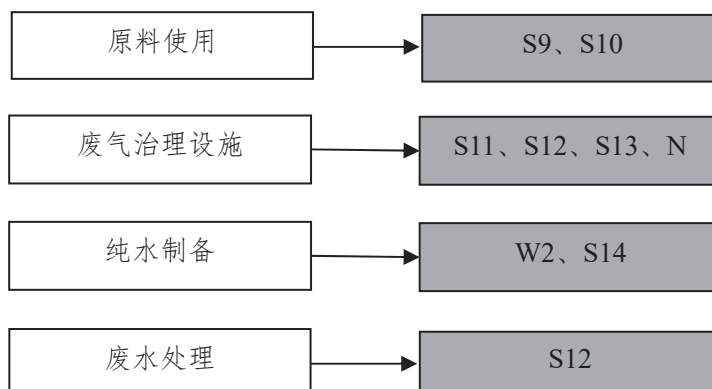 原料使用
S9、S10
废气治理设施
S11、S12、S13、N
纯水制备
W2、S14
废水处理
S12